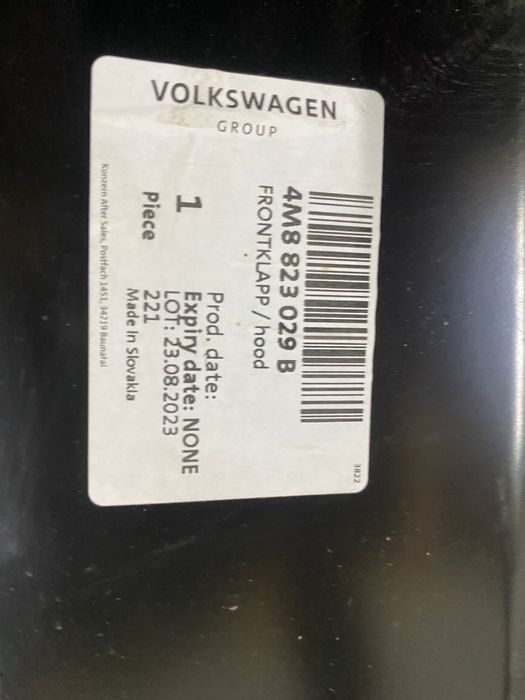 VOLKSWAGEN
GROUP
3822
4M8 823 029 B
FRONTKLAPP / hood
1
Piece
Prod. date:
Expiry date: NONE
LOT: 23.08.2023
221
Made In Slovakia
Konzern After Sales, Postfach 1451, 34219 Baunatal